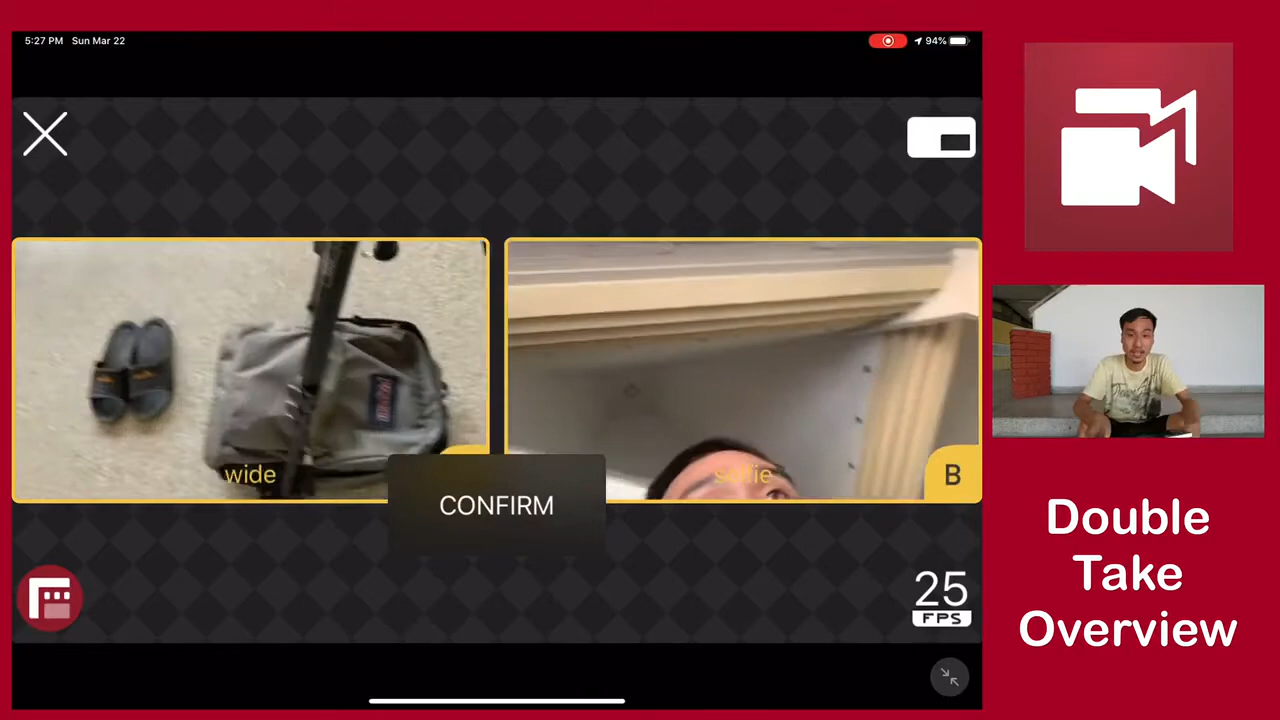 5:27 PM Sun Mar 22
94%
wide
selfie
B
CONFIRM
25
FPS
Double
Take
Overview